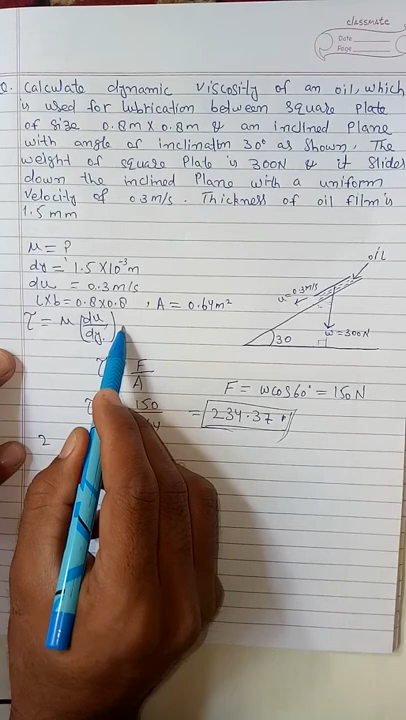 classmate
Date
Page
Q. Calculate dynamic viscosity of an oil, which
is used for lubrication between square plate
of size 0.8m X 0.8m & an inclined plane
with angle of inclination 30° as shown. The
weight of square plate is 300N & it slides
down the inclined plane with a uniform
velocity of 0.3m/s. Thickness of oil film is
1.5 mm
μ = ?
dy = 1.5 X 10⁻³ m
du = 0.3 m/s
l x b = 0.8 x 0.8 , A = 0.64 m²
τ = μ (du/dy)
oil
u=0.3m/s
w=300N
30
F/A
F = w cos 60° = 150 N
150
= 234.37
2